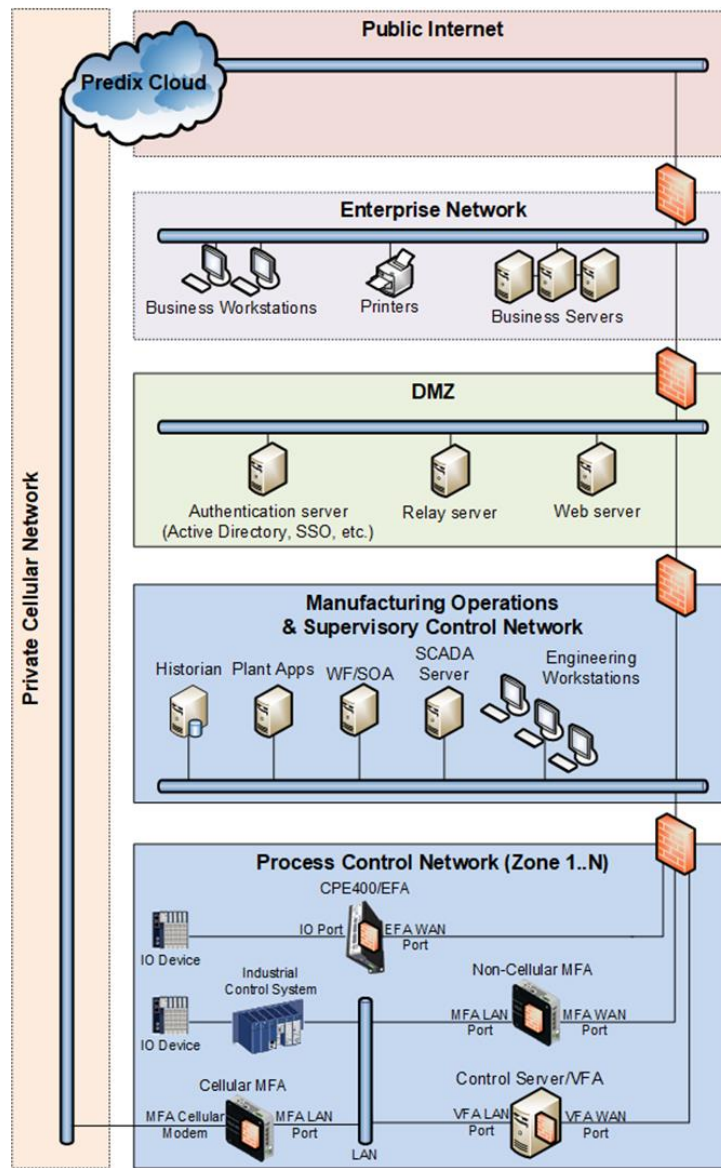 Public Internet
Predix Cloud
Private Cellular Network
Enterprise Network
Business Workstations
Printers
Business Servers
DMZ
Authentication server
(Active Directory, SSO, etc.)
Relay server
Web server
Manufacturing Operations
& Supervisory Control Network
Historian
Plant Apps
WF/SOA
SCADA
Server
Engineering
Workstations
Process Control Network (Zone 1..N)
CPE400/EFA
IO Port
EFA WAN
Port
IO Device
Industrial
Control System
Non-Cellular MFA
IO Device
MFA LAN
Port
MFA WAN
Port
Cellular MFA
Control Server/VFA
MFA Cellular
Modem
MFA LAN
Port
VFA LAN
Port
VFA WAN
Port
LAN